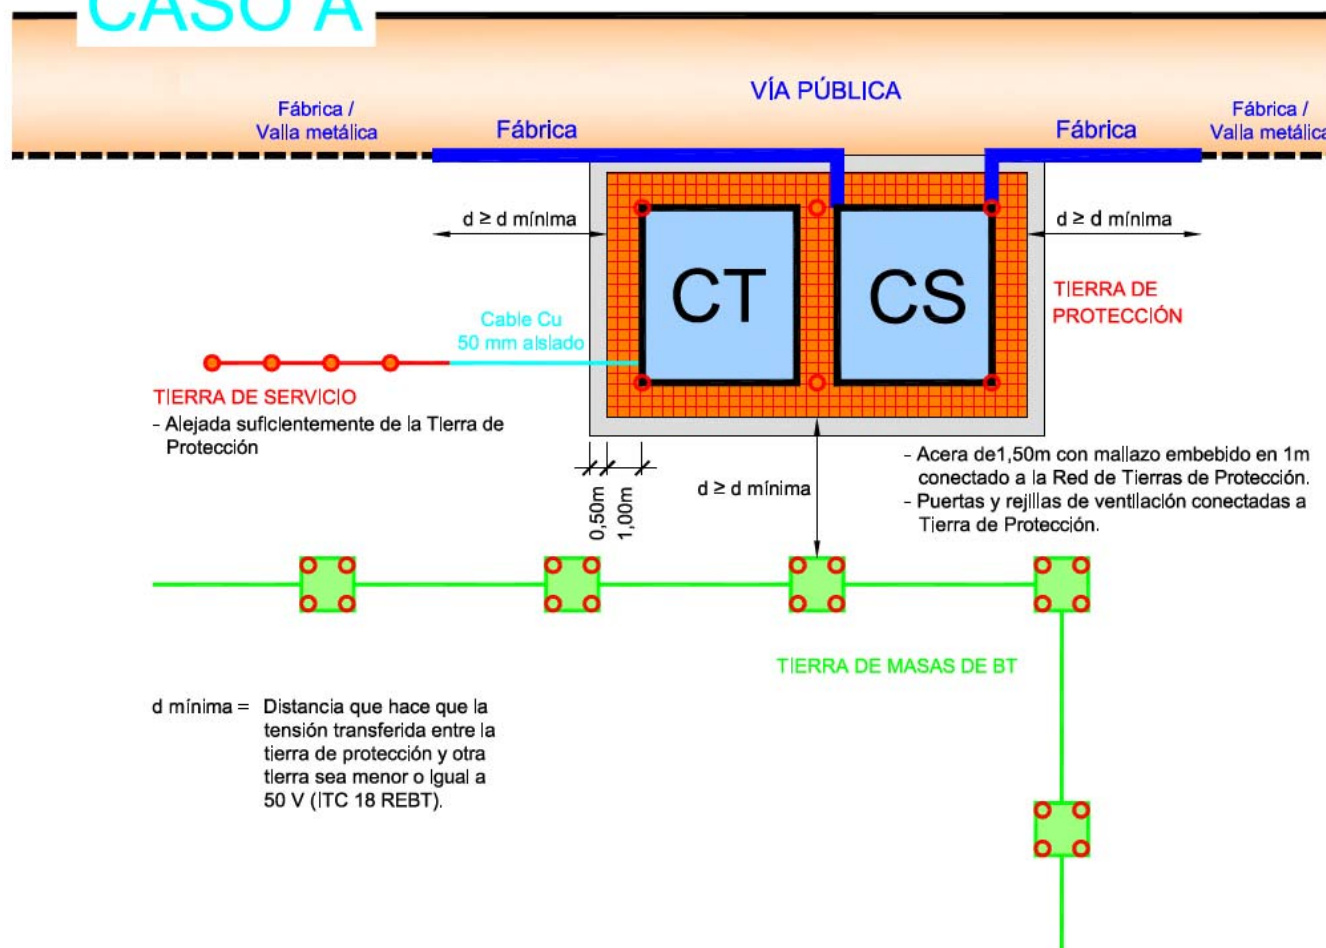 CASO A
VÍA PÚBLICA
Fábrica /
Valla metálica
Fábrica
Fábrica
Fábrica /
Valla metálica
d ≥ d mínima
d ≥ d mínima
CT
CS
TIERRA DE
PROTECCIÓN
Cable Cu
50 mm aislado
TIERRA DE SERVICIO
- Alejada suficientemente de la Tierra de
Protección
0,50m
1,00m
d ≥ d mínima
- Acera de1,50m con mallazo embebido en 1m
conectado a la Red de Tierras de Protección.
- Puertas y rejillas de ventilación conectadas a
Tierra de Protección.
TIERRA DE MASAS DE BT
d mínima = Distancia que hace que la
tensión transferida entre la
tierra de protección y otra
tierra sea menor o igual a
50 V (ITC 18 REBT).